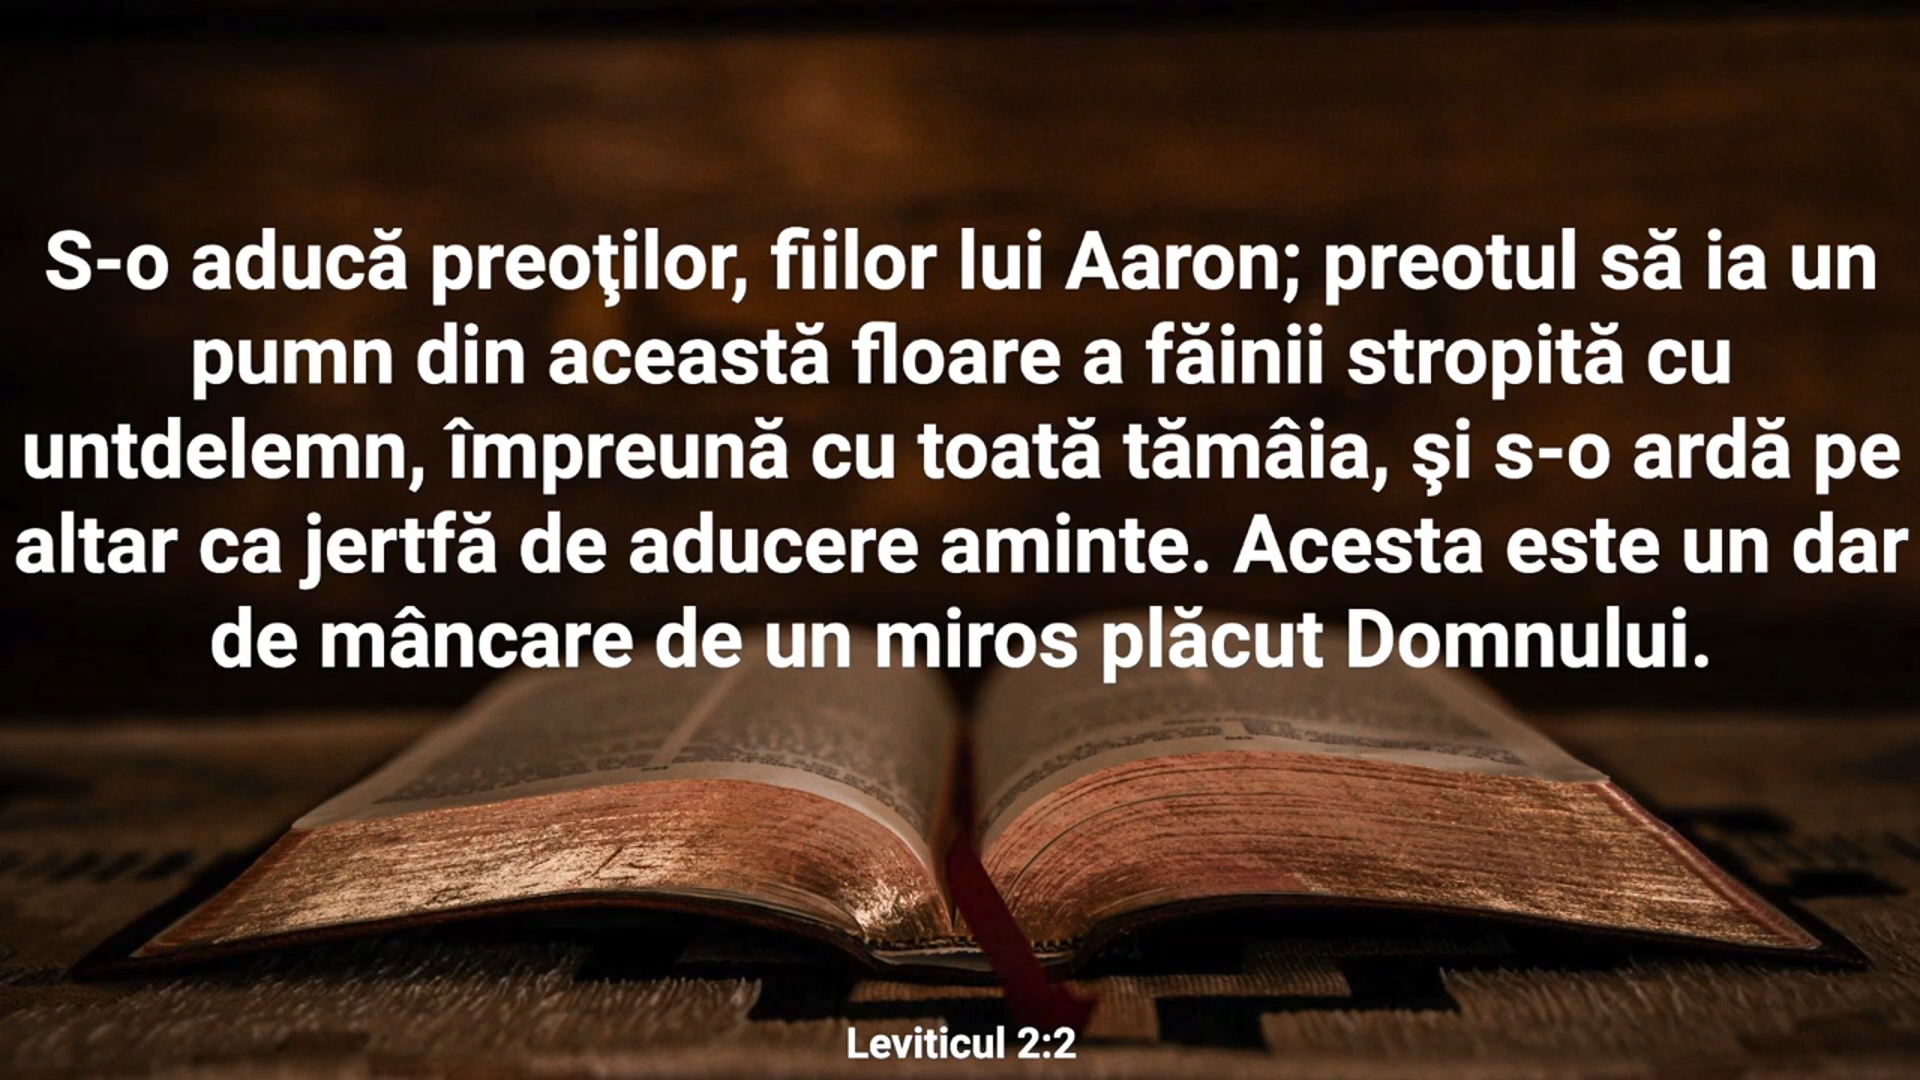 S-o aducă preoţilor, fiilor lui Aaron; preotul să ia un
pumn din această floare a făinii stropită cu
untdelemn, împreună cu toată tămâia, şi s-o ardă pe
altar ca jertfă de aducere aminte. Acesta este un dar
de mâncare de un miros plăcut Domnului.
Leviticul 2:2